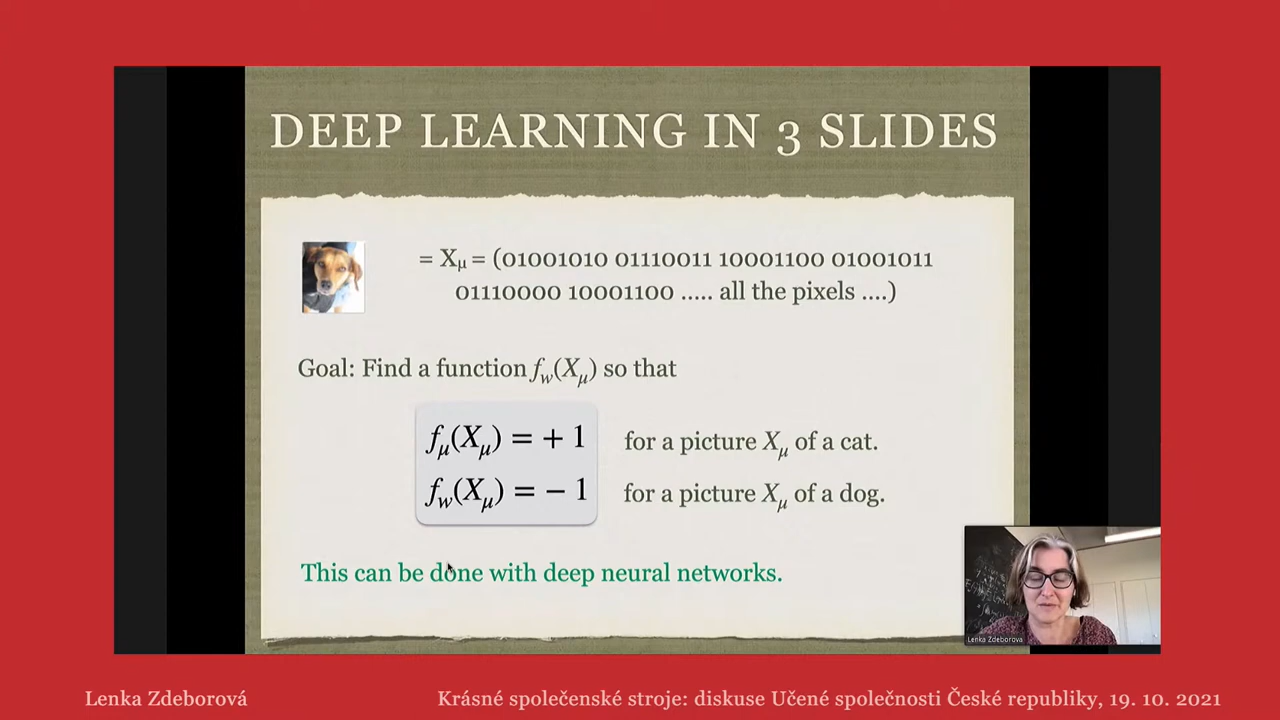 DEEP LEARNING IN 3 SLIDES
= Xμ = (01001010 01110011 10001100 01001011
01110000 10001100 ..... all the pixels ....)
Goal: Find a function fw(Xμ) so that
fμ(Xμ) = + 1 for a picture Xμ of a cat.
fw(Xμ) = − 1 for a picture Xμ of a dog.
This can be done with deep neural networks.
Lenka Zdeborova
Lenka Zdeborová
Krásné společenské stroje: diskuse Učené společnosti České republiky, 19. 10. 2021